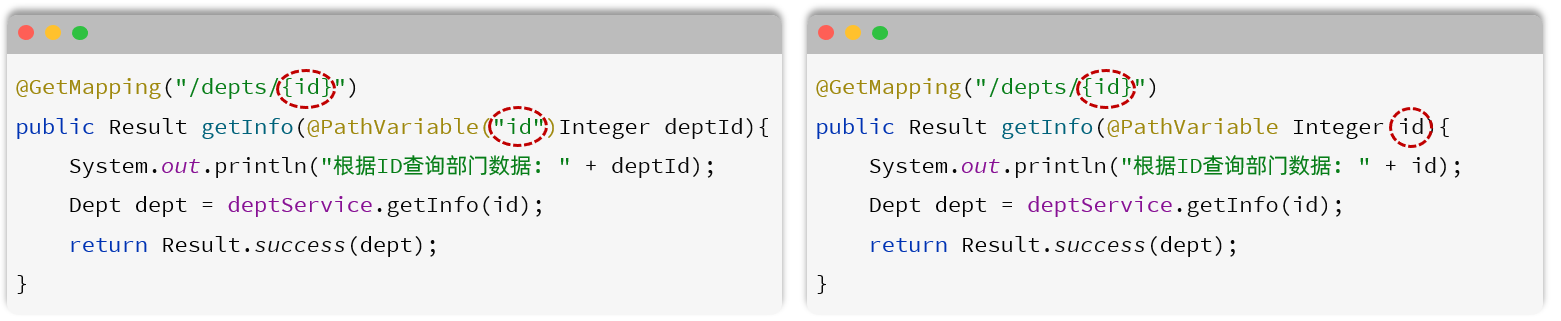 @GetMapping("/depts/{id}")
public Result getInfo(@PathVariable("id")Integer deptId){
    System.out.println("根据ID查询部门数据: " + deptId);
    Dept dept = deptService.getInfo(id);
    return Result.success(dept);
}
@GetMapping("/depts/{id}")
public Result getInfo(@PathVariable Integer id){
    System.out.println("根据ID查询部门数据: " + id);
    Dept dept = deptService.getInfo(id);
    return Result.success(dept);
}